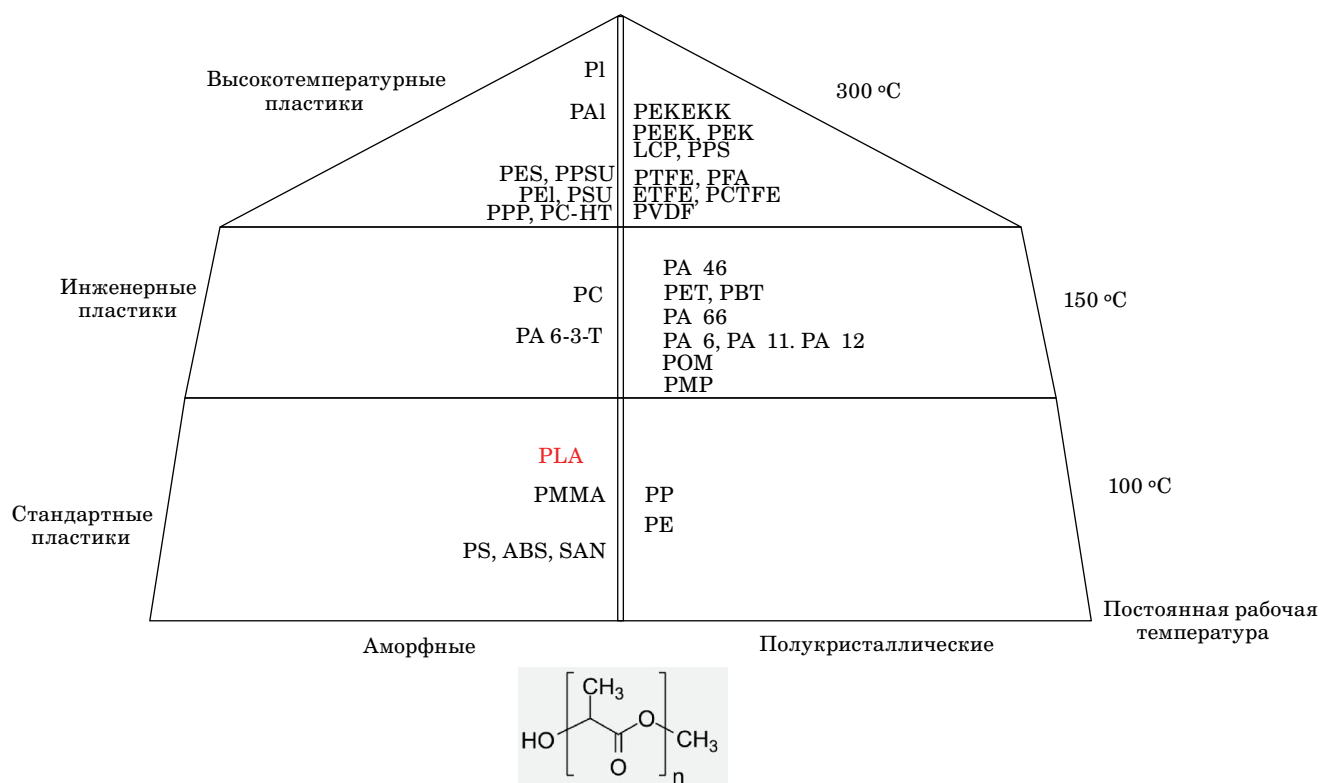 Высокотемпературные
пластики
Pl
PAl
PES, PPSU
PEl, PSU
PPP, PC-HT
PEKEKK
PEEK, PEK
LCP, PPS
PTFE, PFA
ETFE, PCTFE
PVDF
300 °C
Инженерные
пластики
PC
PA 6-3-T
PA 46
PET, PBT
PA 66
PA 6, PA 11. PA 12
POM
PMP
150 °C
Стандартные
пластики
PLA
PMMA
PS, ABS, SAN
PP
PE
100 °C
Постоянная рабочая
температура
Аморфные
Полукристаллические
CH3
HO
O
O
CH3
n